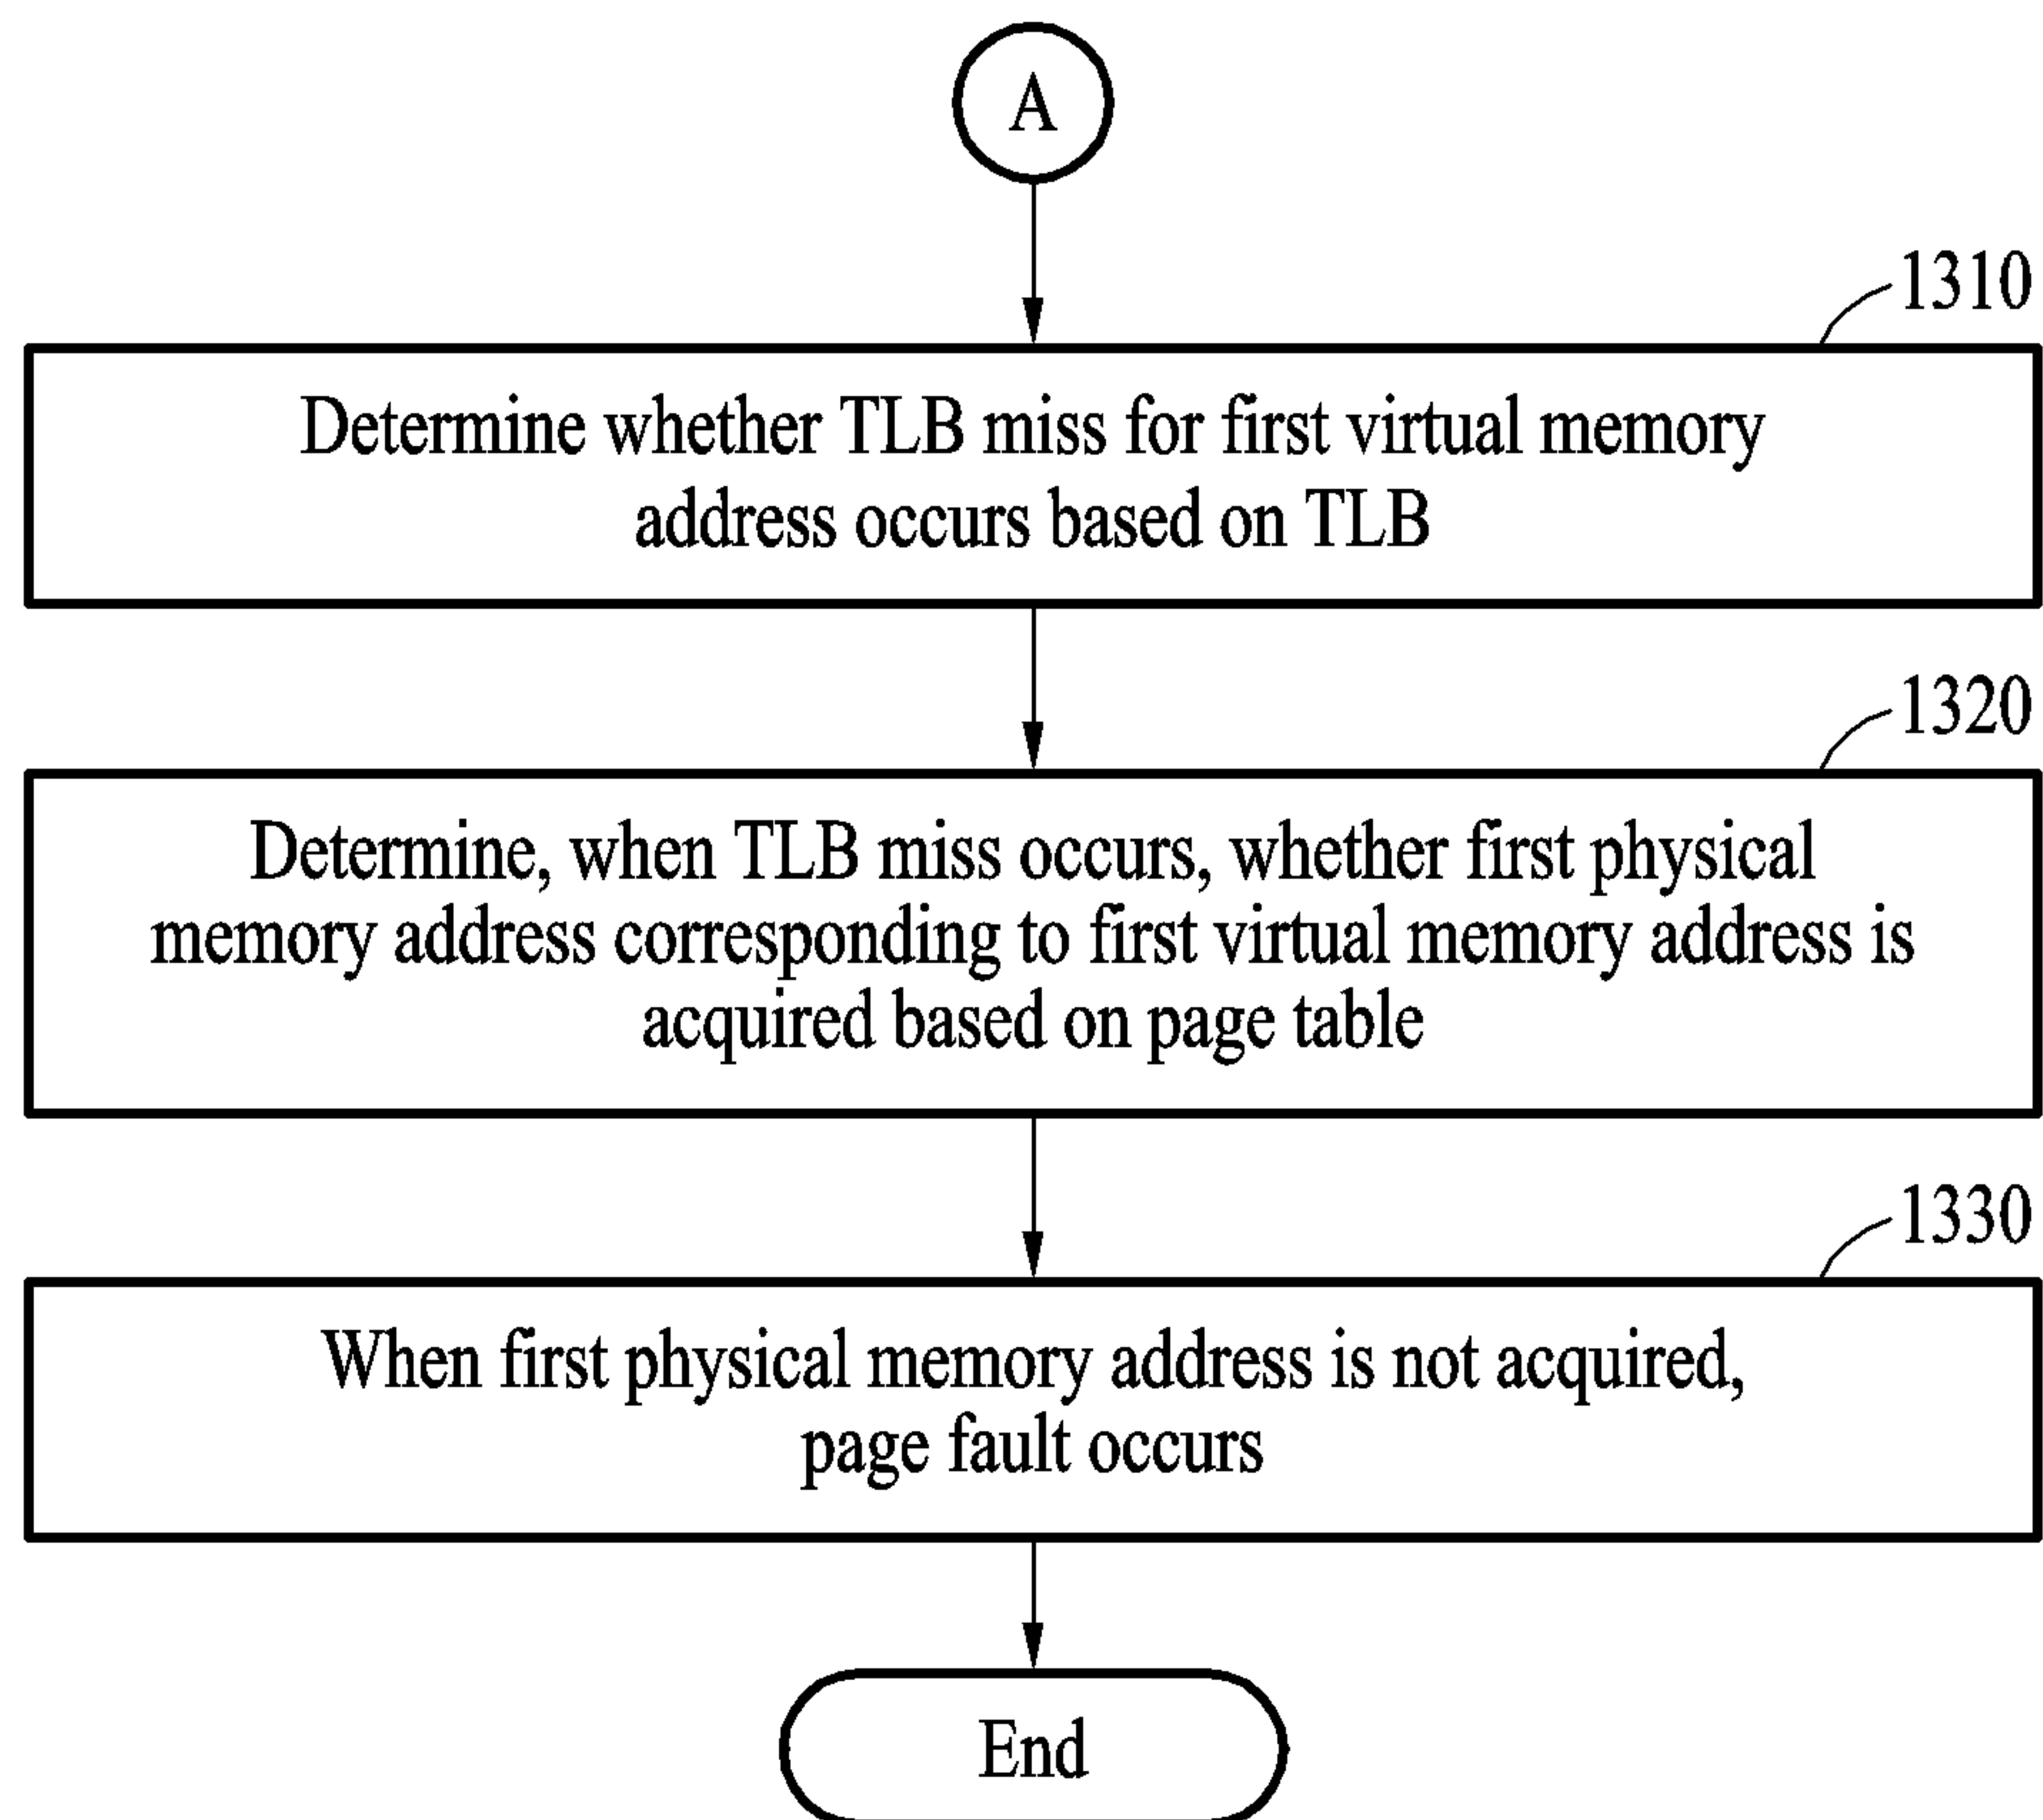 A
1310
Determine whether TLB miss for first virtual memory
address occurs based on TLB
1320
Determine, when TLB miss occurs, whether first physical
memory address corresponding to first virtual memory address is
acquired based on page table
1330
When first physical memory address is not acquired,
page fault occurs
End